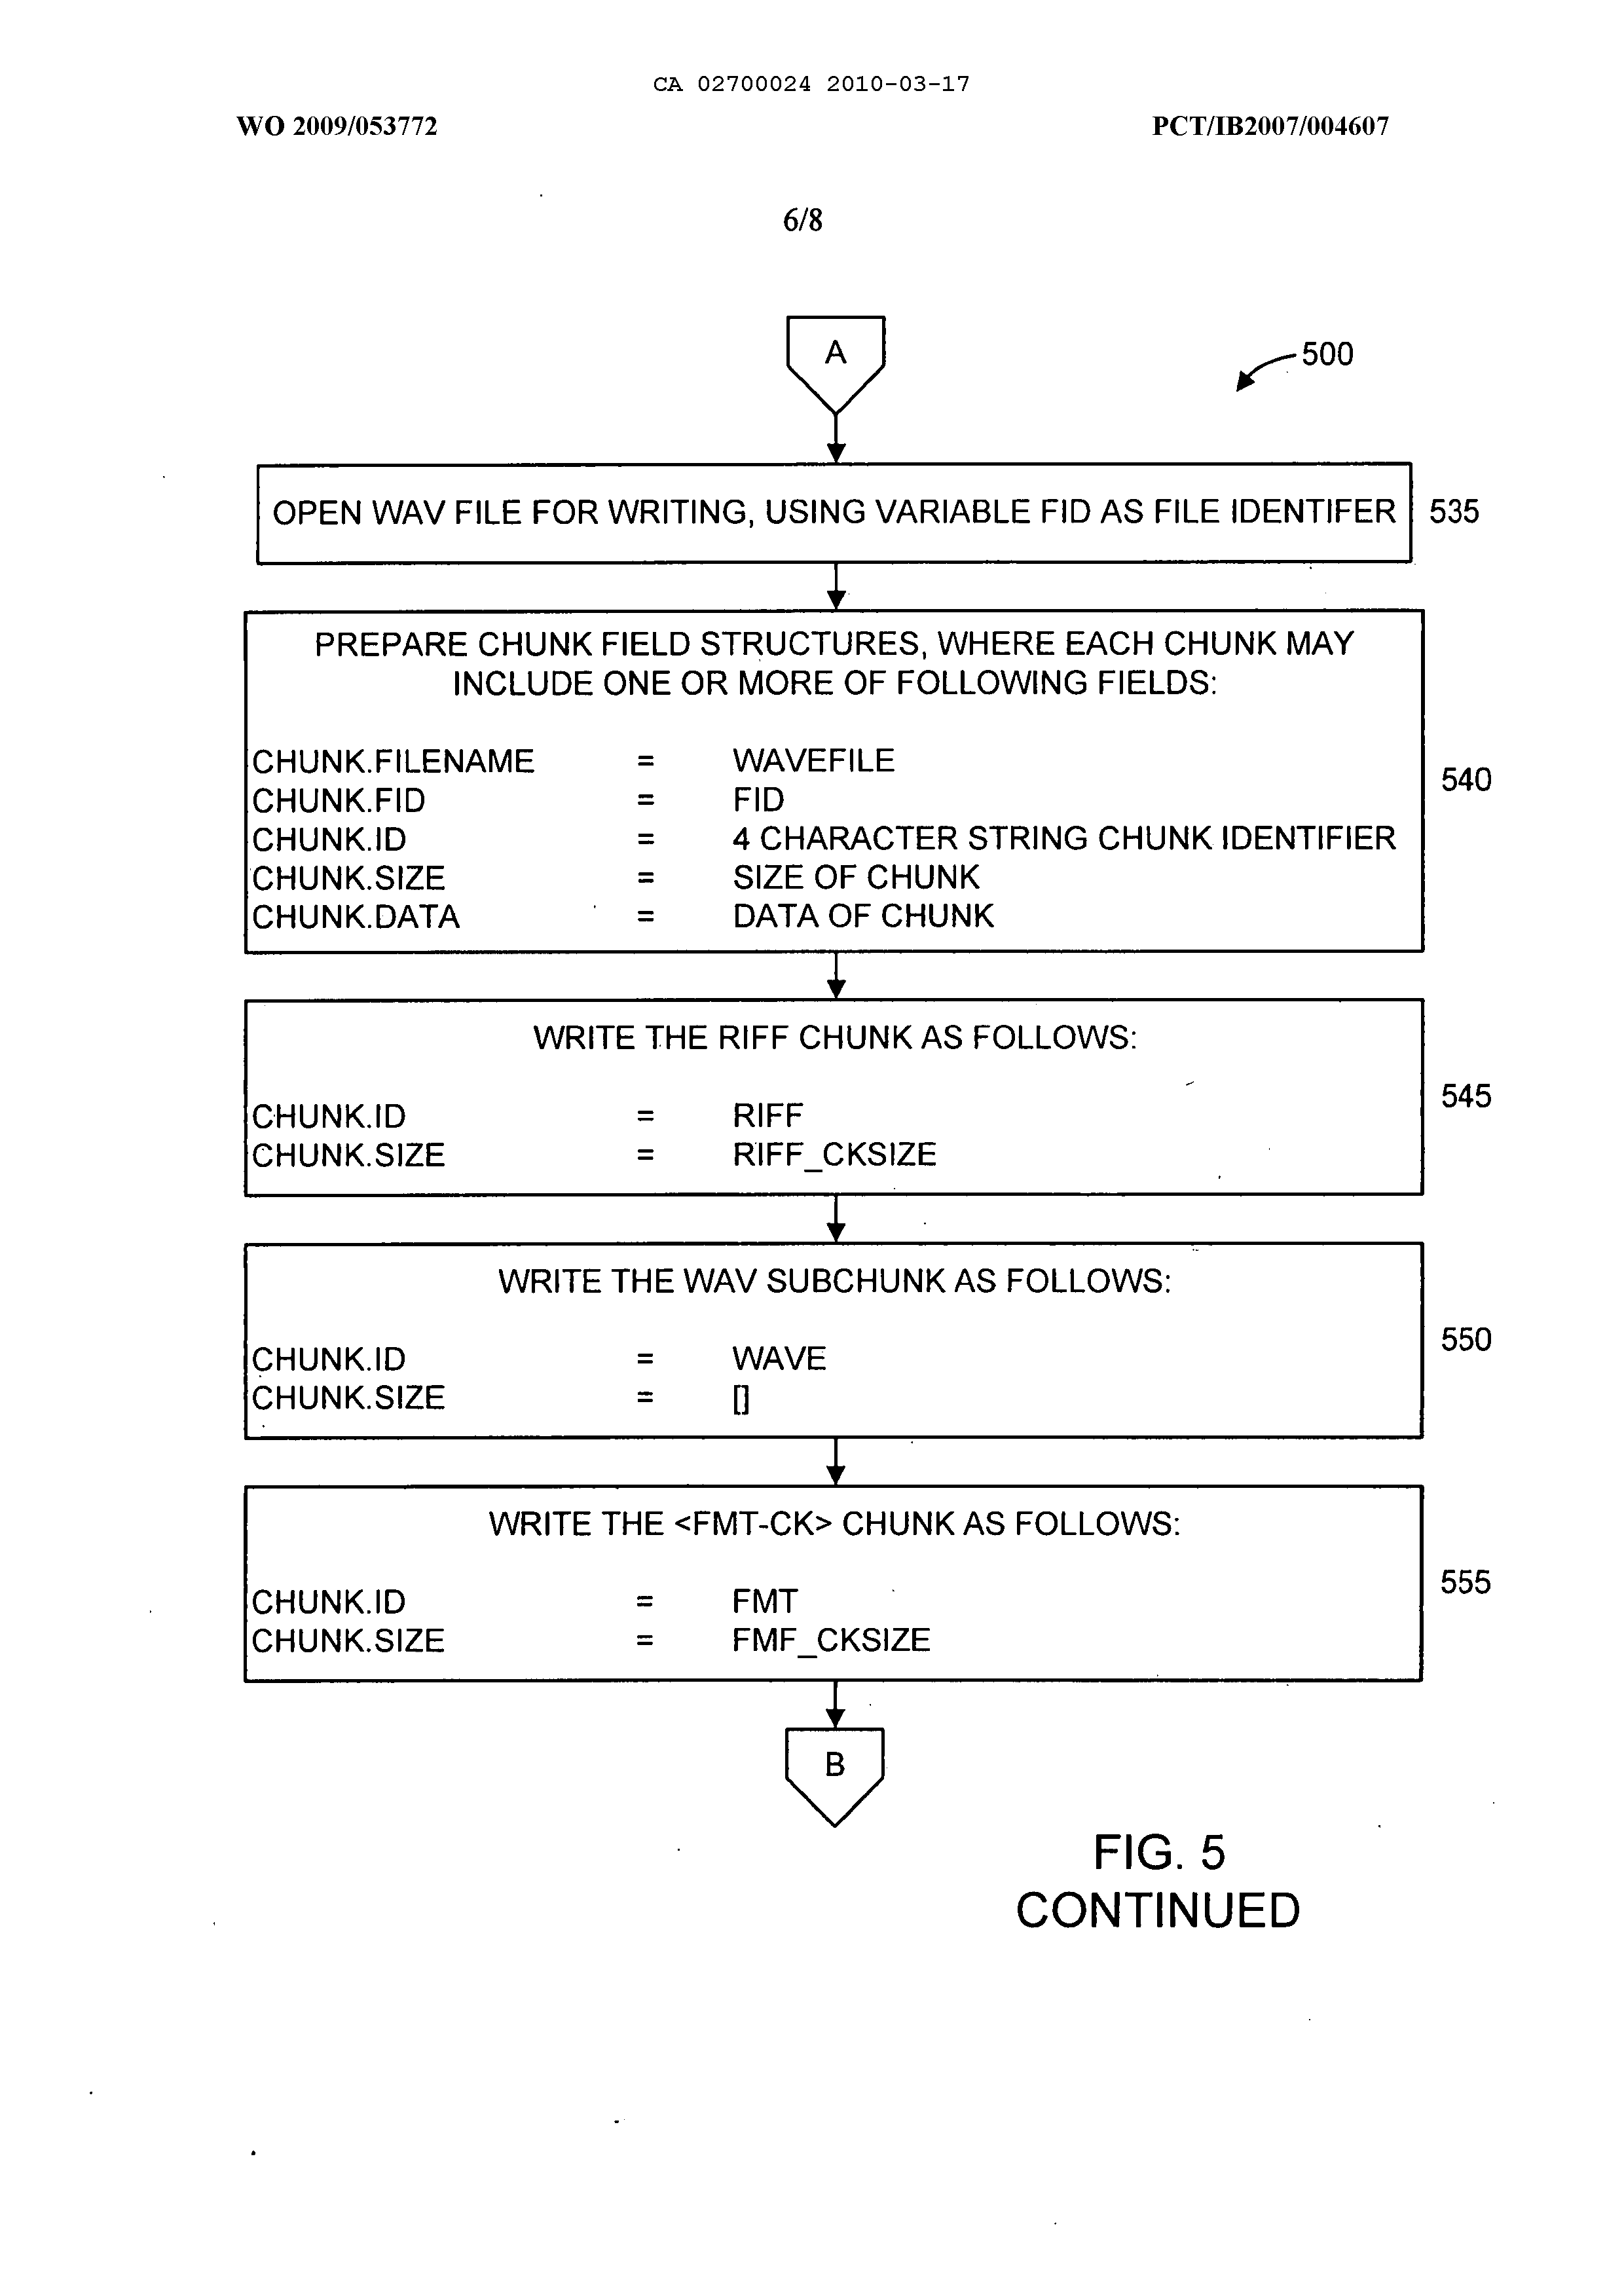 CA 02700024 2010-03-17
WO 2009/053772 PCT/IB2007/004607
6/8
A
500
OPEN WAV FILE FOR WRITING, USING VARIABLE FID AS FILE IDENTIFER 535
PREPARE CHUNK FIELD STRUCTURES, WHERE EACH CHUNK MAY
INCLUDE ONE OR MORE OF FOLLOWING FIELDS:
CHUNK.FILENAME = WAVEFILE
CHUNK.FID = FID
CHUNK.ID = 4 CHARACTER STRING CHUNK IDENTIFIER
CHUNK.SIZE = SIZE OF CHUNK
CHUNK.DATA = DATA OF CHUNK
540
WRITE THE RIFF CHUNK AS FOLLOWS:
CHUNK.ID = RIFF
CHUNK.SIZE = RIFF_CKSIZE
545
WRITE THE WAV SUBCHUNK AS FOLLOWS:
CHUNK.ID = WAVE
CHUNK.SIZE = []
550
WRITE THE <FMT-CK> CHUNK AS FOLLOWS:
CHUNK.ID = FMT
CHUNK.SIZE = FMF_CKSIZE
555
B
FIG. 5
CONTINUED